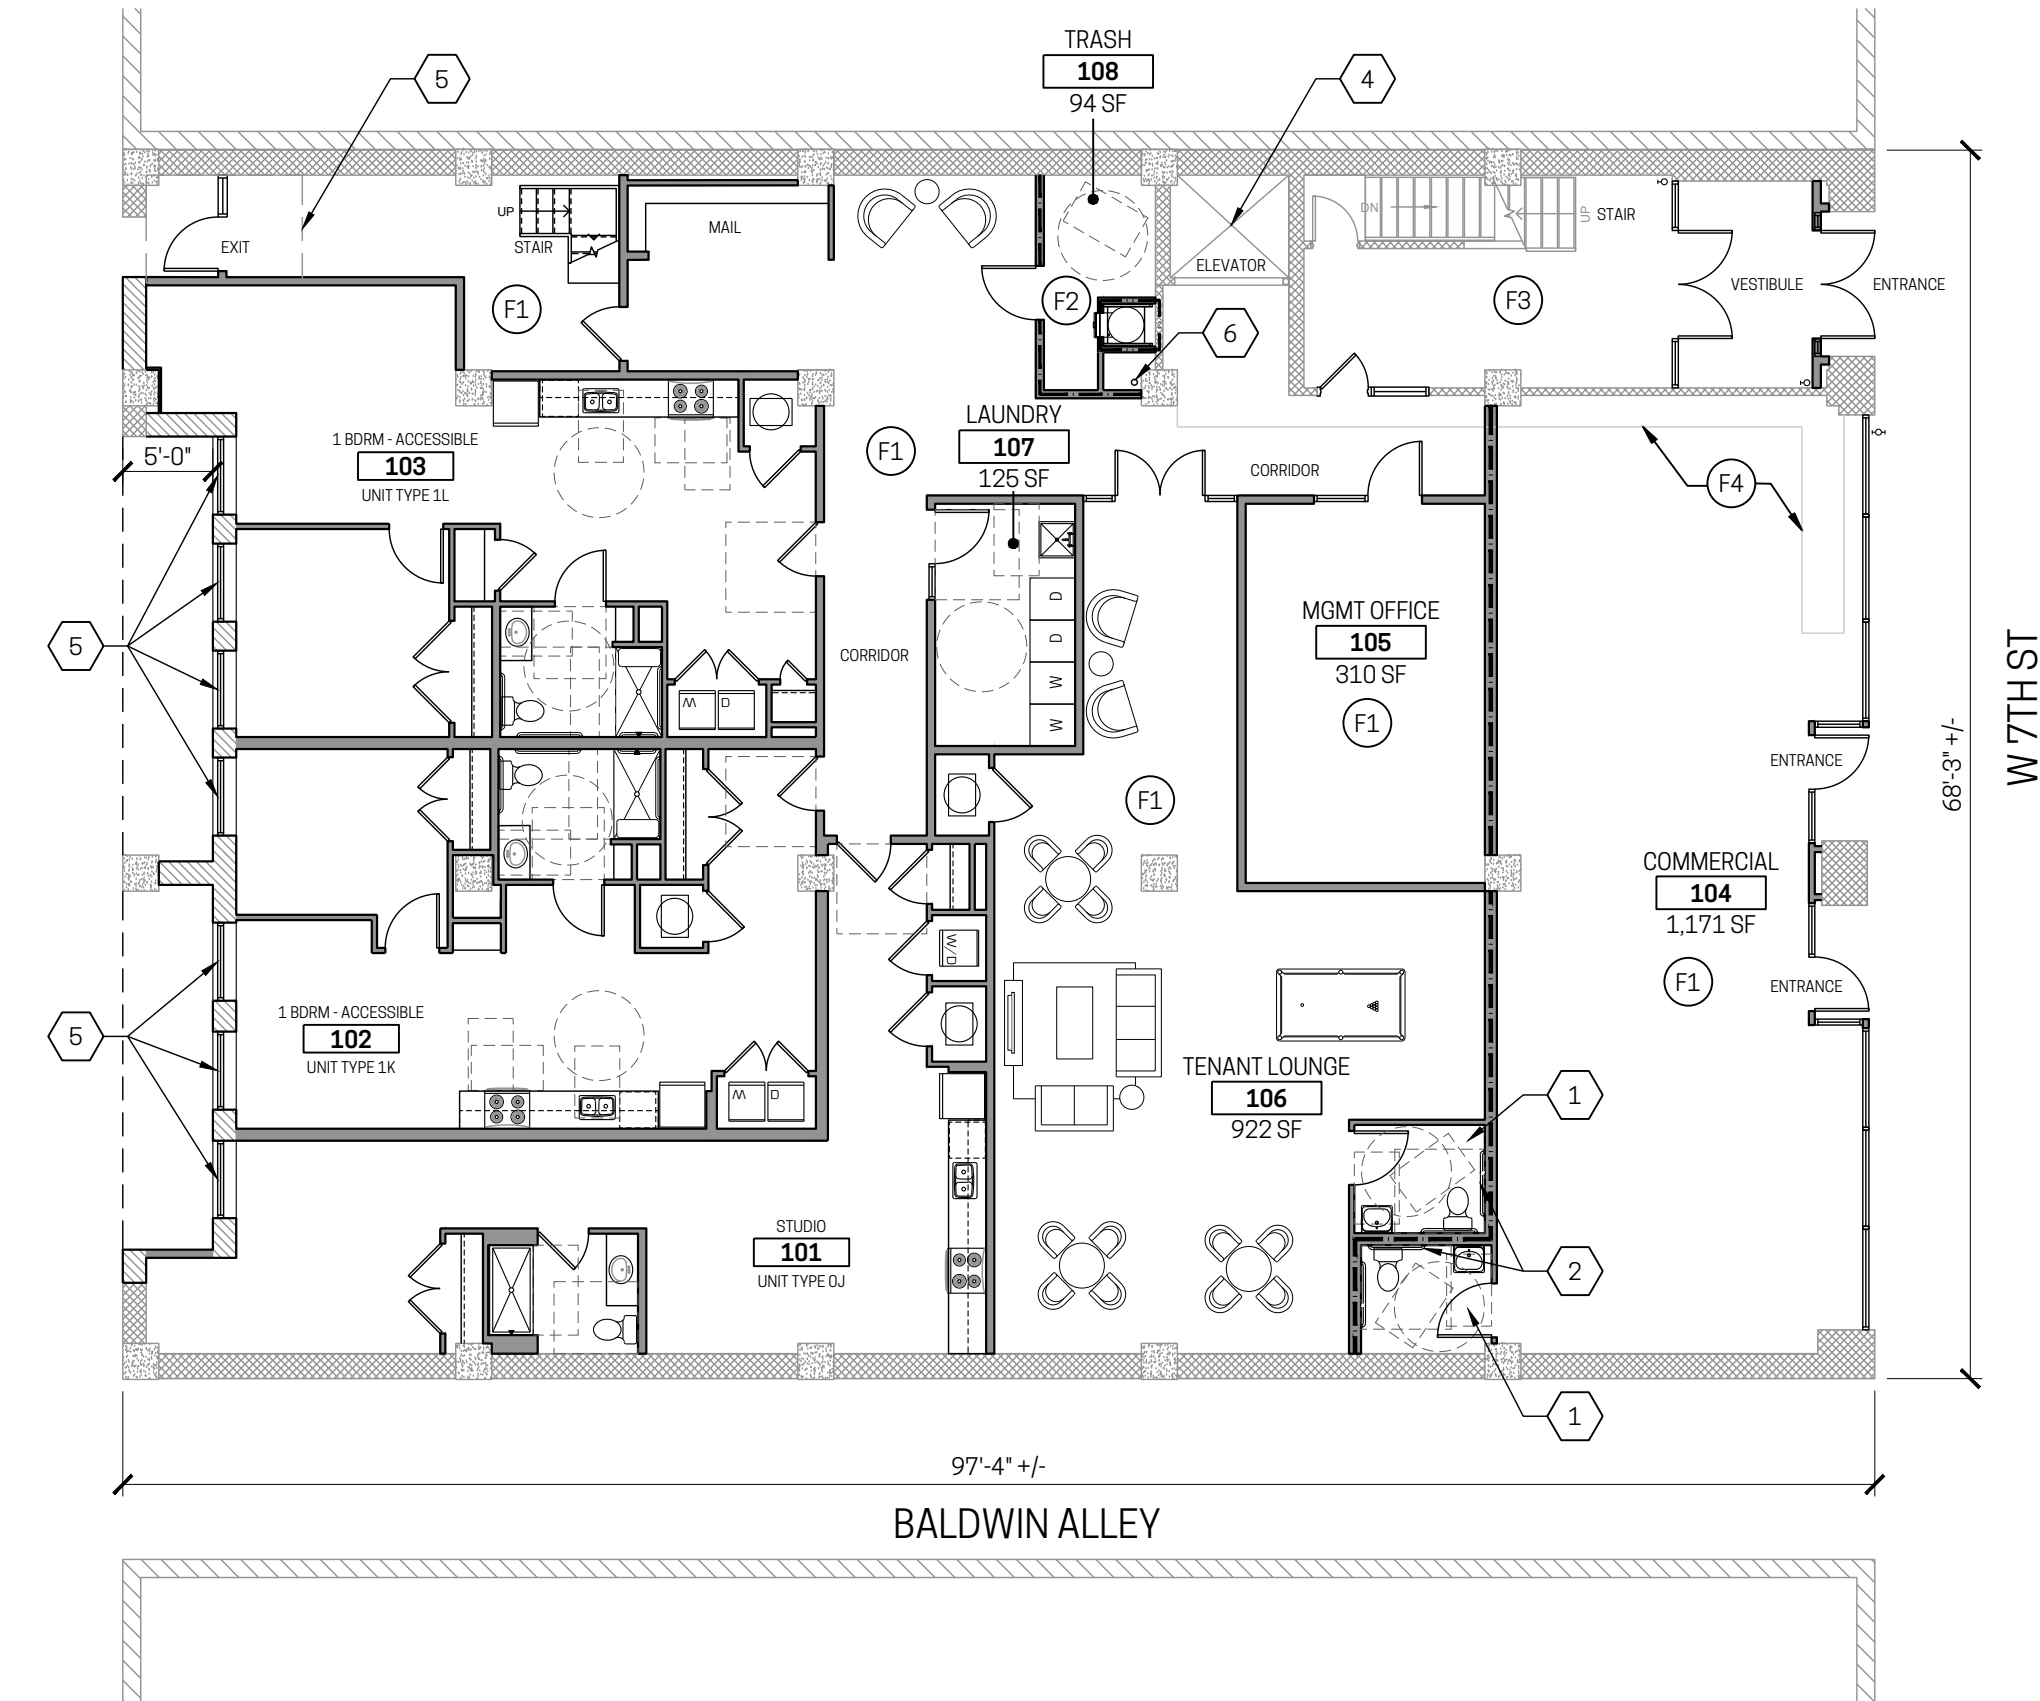 TRASH
108
94 SF
5
4
UP
STAIR
EXIT
MAIL
F1
F2
ELEVATOR
6
DN
UP
STAIR
F3
VESTIBULE
ENTRANCE
1 BDRM - ACCESSIBLE
103
UNIT TYPE 1L
5'-0"
F1
LAUNDRY
107
125 SF
CORRIDOR
F4
D
D
W
W
MGMT OFFICE
105
310 SF
F1
5
CORRIDOR
W
D
W 7TH ST
68'-3" +/-
ENTRANCE
F1
COMMERCIAL
104
1,171 SF
F1
ENTRANCE
W/D
5
1 BDRM - ACCESSIBLE
102
UNIT TYPE 1K
W
D
TENANT LOUNGE
106
922 SF
1
STUDIO
101
UNIT TYPE 0J
2
1
97'-4" +/-
BALDWIN ALLEY